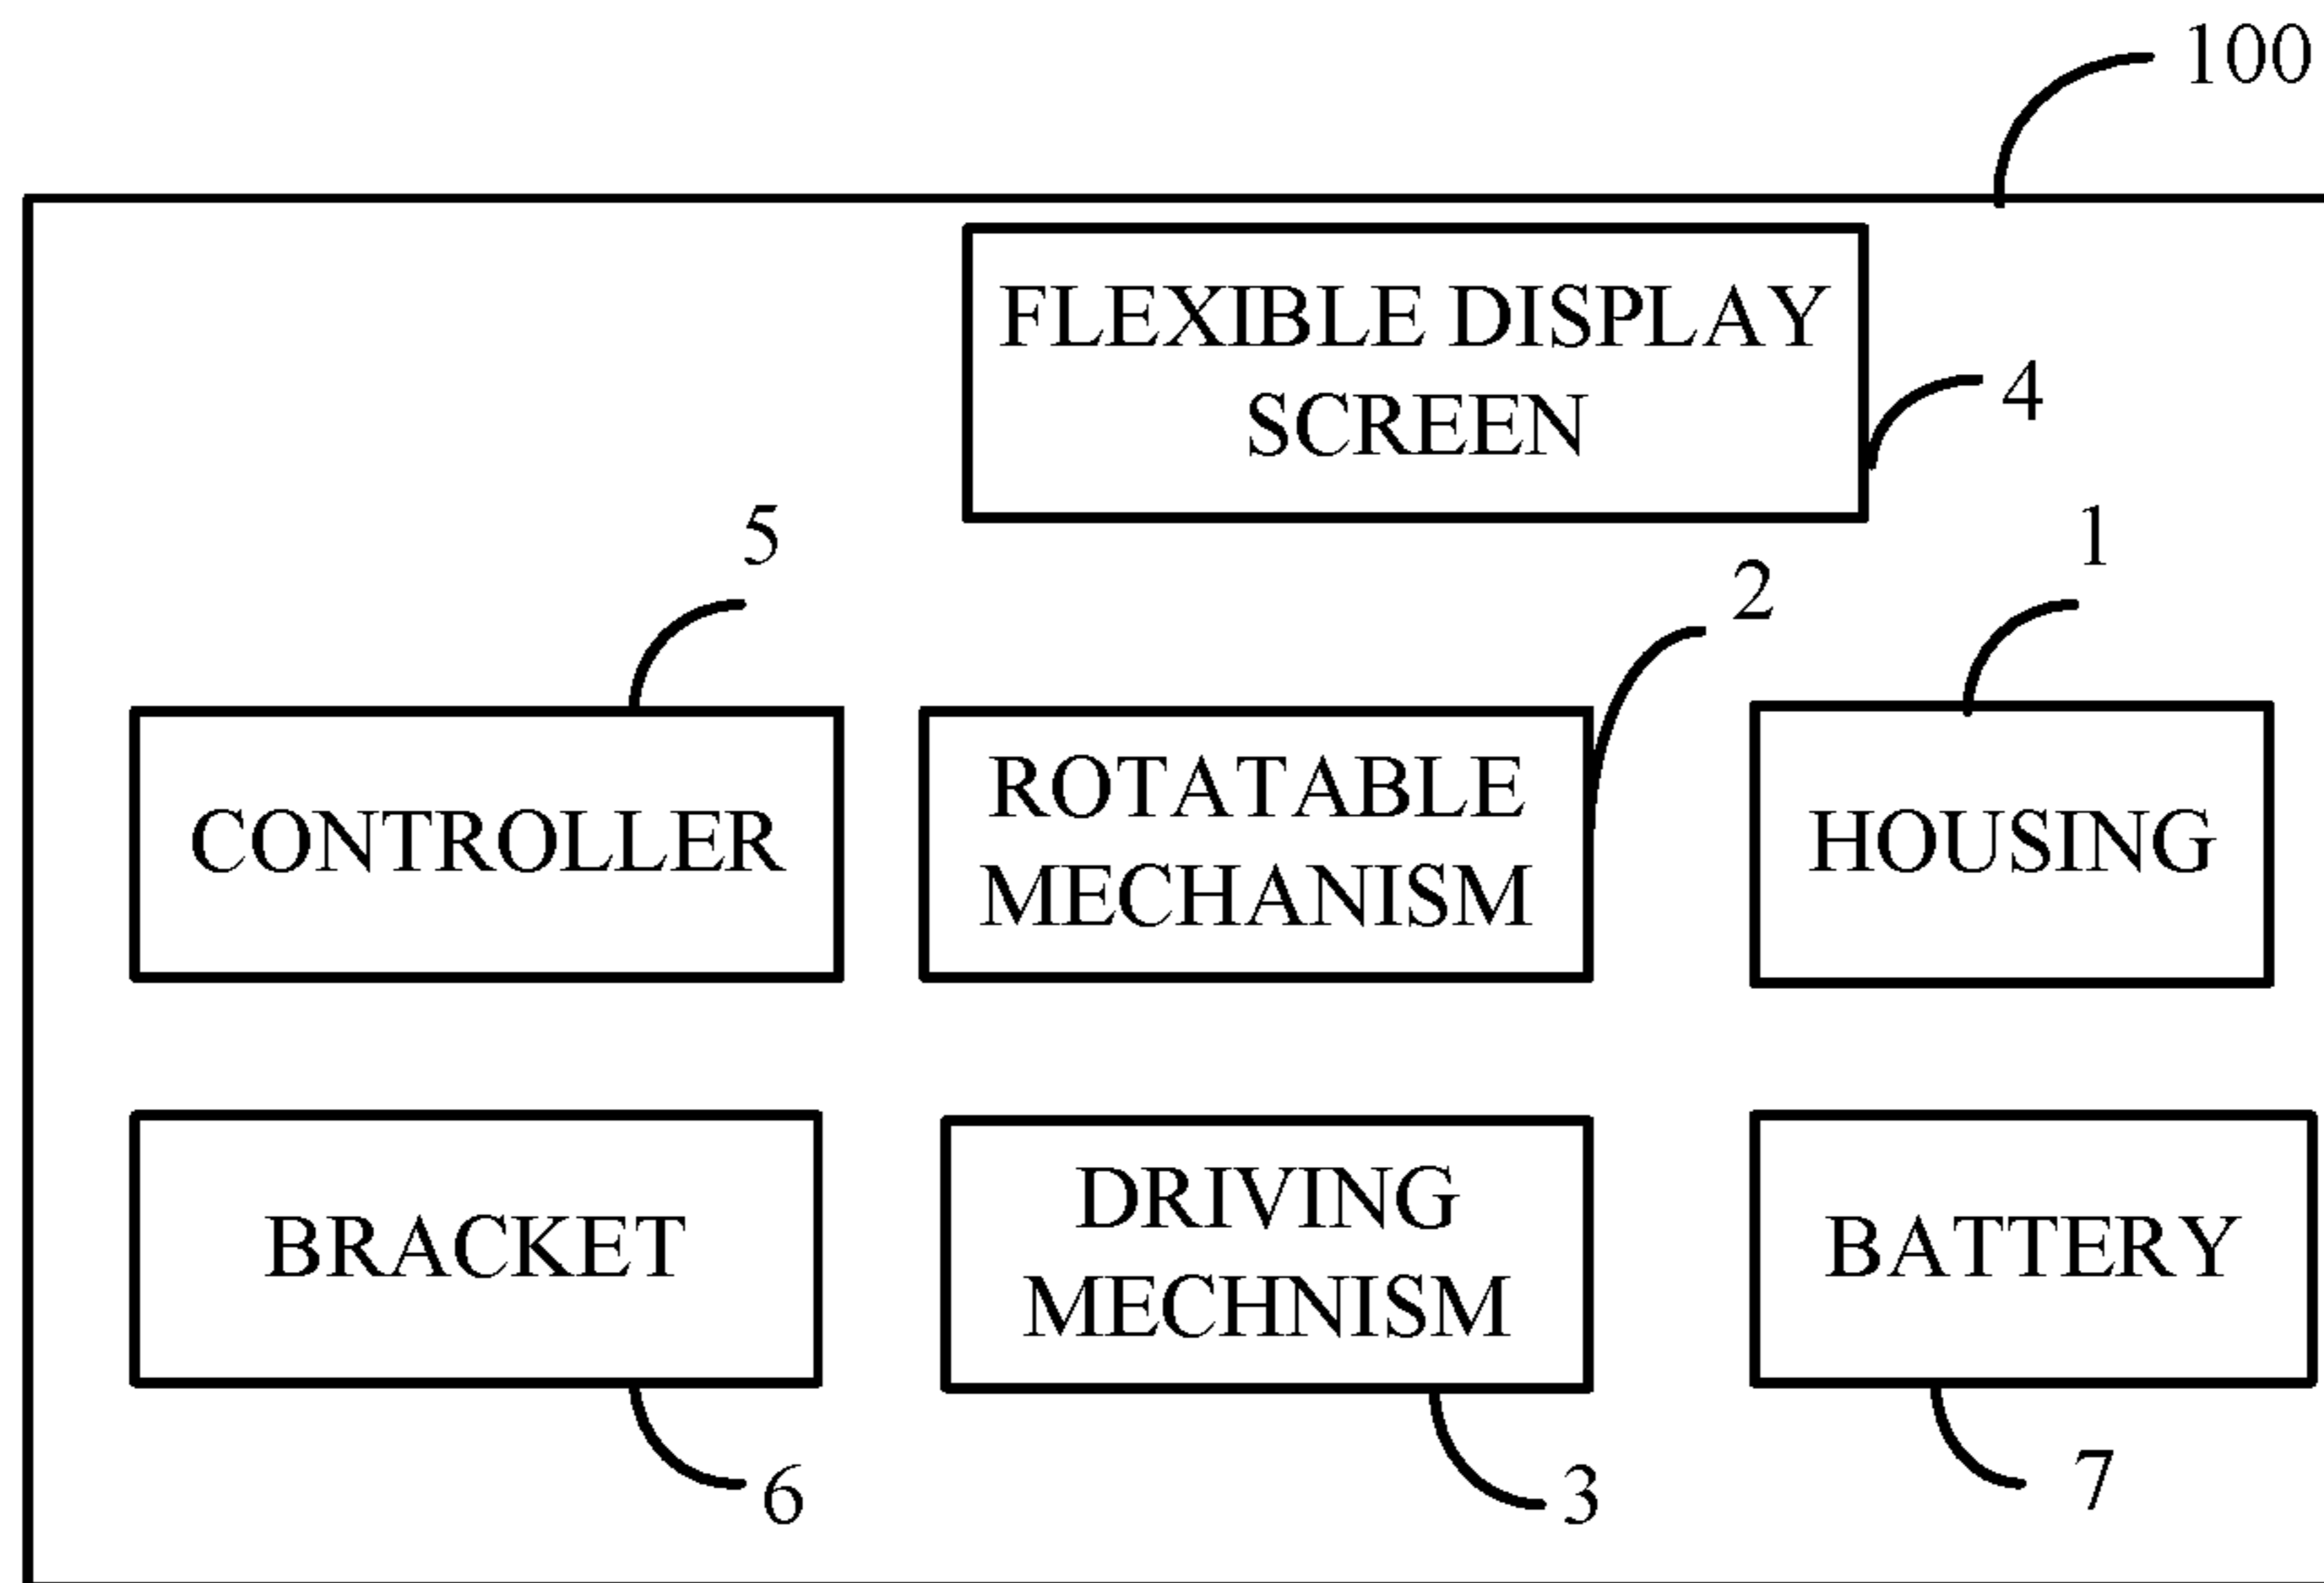 100
FLEXIBLE DISPLAY
SCREEN
4
5
2
1
CONTROLLER
ROTATABLE
MECHANISM
HOUSING
BRACKET
DRIVING
MECHNISM
BATTERY
6
3
7